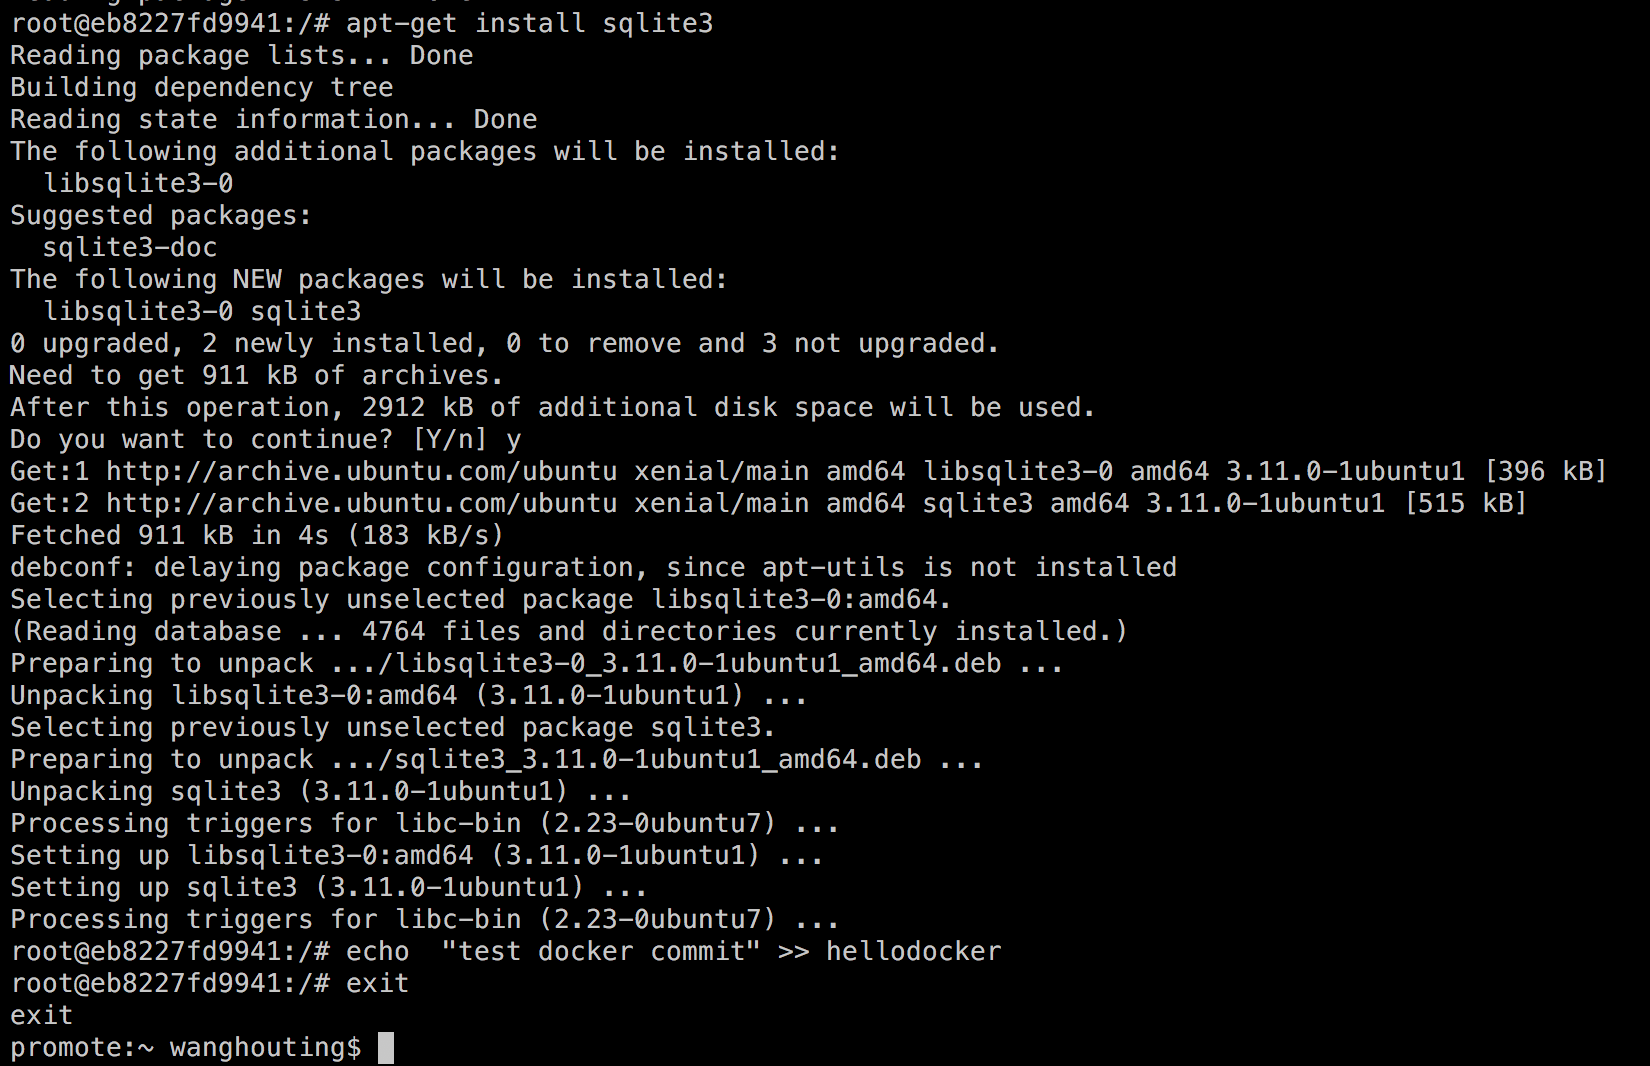 root@eb8227fd9941:/# apt-get install sqlite3
Reading package lists... Done
Building dependency tree
Reading state information... Done
The following additional packages will be installed:
  libsqlite3-0
Suggested packages:
  sqlite3-doc
The following NEW packages will be installed:
  libsqlite3-0 sqlite3
0 upgraded, 2 newly installed, 0 to remove and 3 not upgraded.
Need to get 911 kB of archives.
After this operation, 2912 kB of additional disk space will be used.
Do you want to continue? [Y/n] y
Get:1 http://archive.ubuntu.com/ubuntu xenial/main amd64 libsqlite3-0 amd64 3.11.0-1ubuntu1 [396 kB]
Get:2 http://archive.ubuntu.com/ubuntu xenial/main amd64 sqlite3 amd64 3.11.0-1ubuntu1 [515 kB]
Fetched 911 kB in 4s (183 kB/s)
debconf: delaying package configuration, since apt-utils is not installed
Selecting previously unselected package libsqlite3-0:amd64.
(Reading database ... 4764 files and directories currently installed.)
Preparing to unpack .../libsqlite3-0_3.11.0-1ubuntu1_amd64.deb ...
Unpacking libsqlite3-0:amd64 (3.11.0-1ubuntu1) ...
Selecting previously unselected package sqlite3.
Preparing to unpack .../sqlite3_3.11.0-1ubuntu1_amd64.deb ...
Unpacking sqlite3 (3.11.0-1ubuntu1) ...
Processing triggers for libc-bin (2.23-0ubuntu7) ...
Setting up libsqlite3-0:amd64 (3.11.0-1ubuntu1) ...
Setting up sqlite3 (3.11.0-1ubuntu1) ...
Processing triggers for libc-bin (2.23-0ubuntu7) ...
root@eb8227fd9941:/# echo  "test docker commit" >> hellodocker
root@eb8227fd9941:/# exit
exit
promote:~ wanghouting$